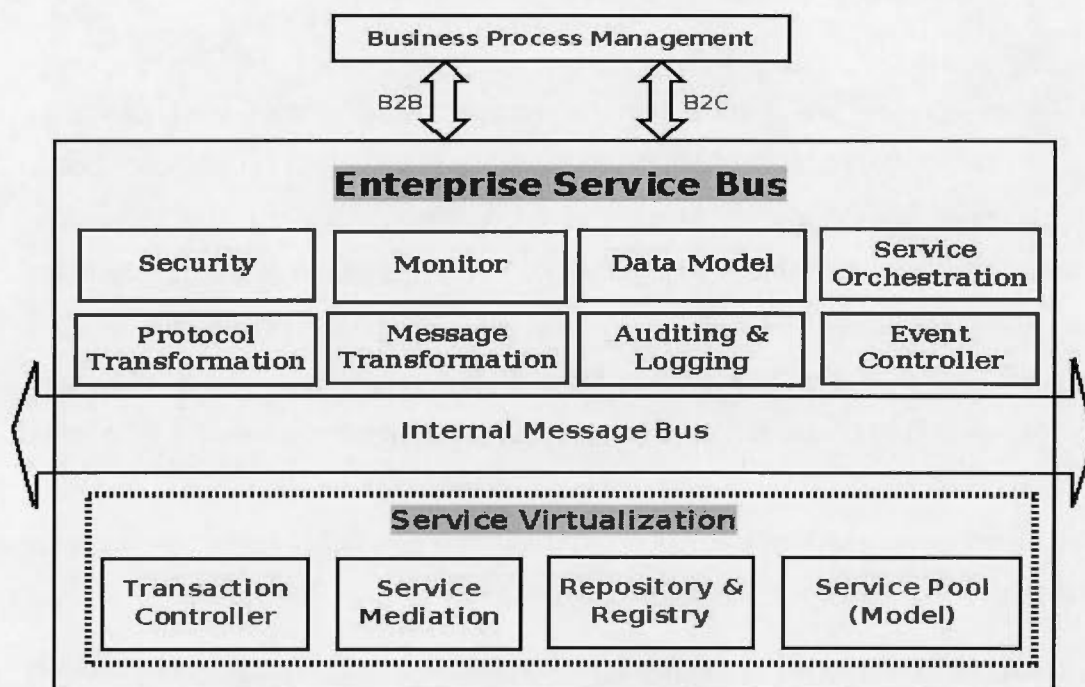 Business Process Management
B2B
B2C
Enterprise Service Bus
Security
Monitor
Data Model
Service
Orchestration
Protocol
Transformation
Message
Transformation
Auditing &
Logging
Event
Controller
Internal Message Bus
Service Virtualization
Transaction
Controller
Service
Mediation
Repository &
Registry
Service Pool
(Model)